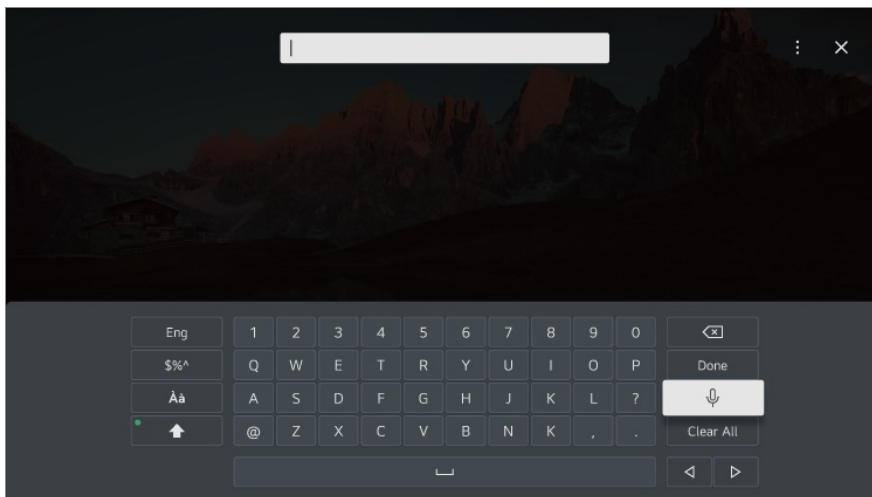 Eng 1 2 3 4 5 6 7 8 9 0
$%^ Q W E T R Y U I O P Done
Àà A S D F G H J K L ?
@ Z X C V B N K , . Clear All